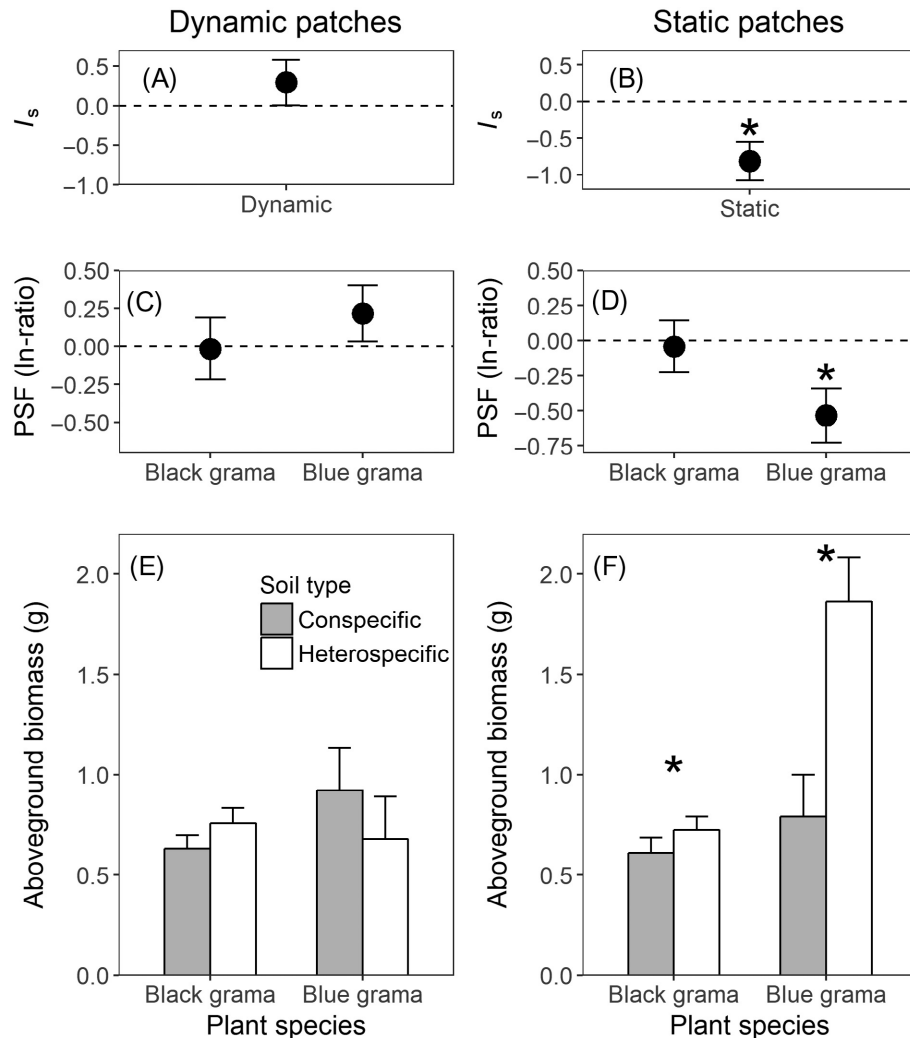 Dynamic patches
Static patches
(A)
0.5
0.0
−0.5
−1.0
Is
Dynamic
(B)
0.5
0.0
−0.5
−1.0
Is
*
Static
(C)
0.50
0.25
0.00
−0.25
−0.50
PSF (ln-ratio)
Black grama
Blue grama
(D)
0.50
0.25
0.00
−0.25
−0.50
−0.75
PSF (ln-ratio)
*
Black grama
Blue grama
(E)
Soil type
Conspecific
Heterospecific
2.0
1.5
1.0
0.5
0.0
Aboveground biomass (g)
Black grama
Blue grama
Plant species
(F)
2.0
1.5
1.0
0.5
0.0
Aboveground biomass (g)
*
*
Black grama
Blue grama
Plant species